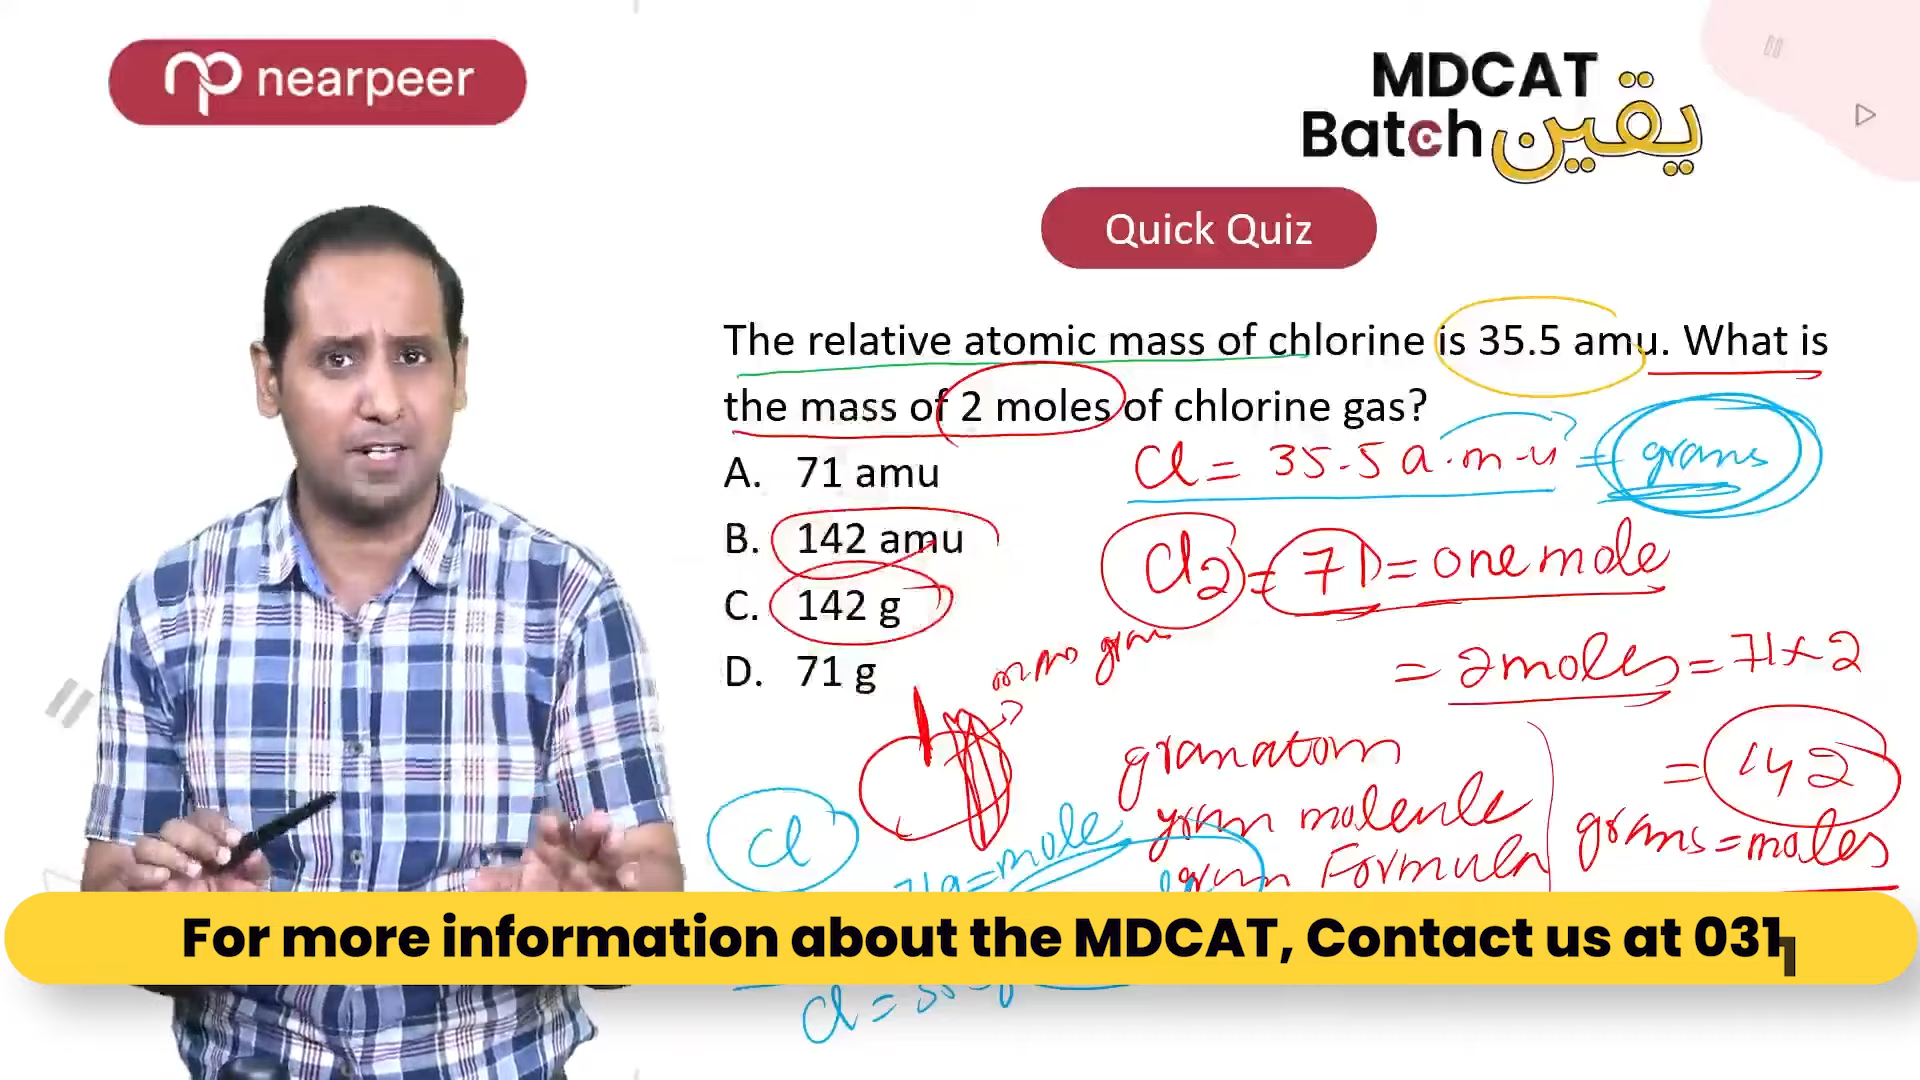 nearpeer
MDCAT
Batch يقين
Quick Quiz
The relative atomic mass of chlorine is 35.5 amu. What is
the mass of 2 moles of chlorine gas?
A. 71 amu
B. 142 amu
C. 142 g
D. 71 g
Cl = 35.5 a.m.u = grams
Cl2 = 71 = one mole
= 2 moles = 71 x 2
= 142
gram atom
gram molecule
gram Formula
grams = moles
Cl
= mole
For more information about the MDCAT, Contact us at 031
Cl =